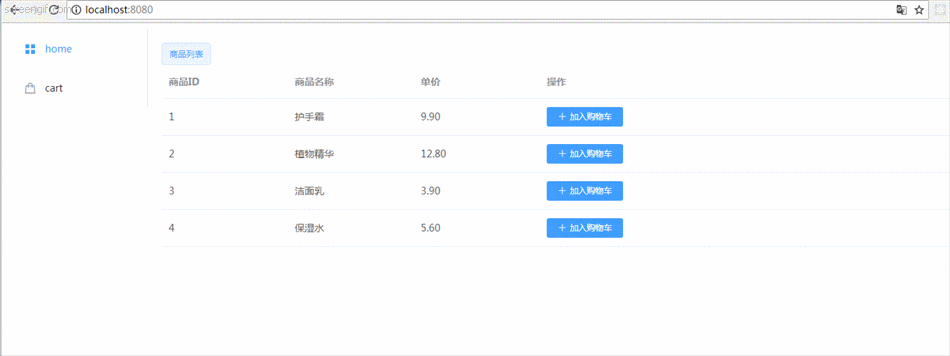 screengif.com
localhost:8080
home
cart
商品列表
商品ID 商品名称 单价 操作
1 护手霜 9.90 + 加入购物车
2 植物精华 12.80 + 加入购物车
3 洁面乳 3.90 + 加入购物车
4 保湿水 5.60 + 加入购物车